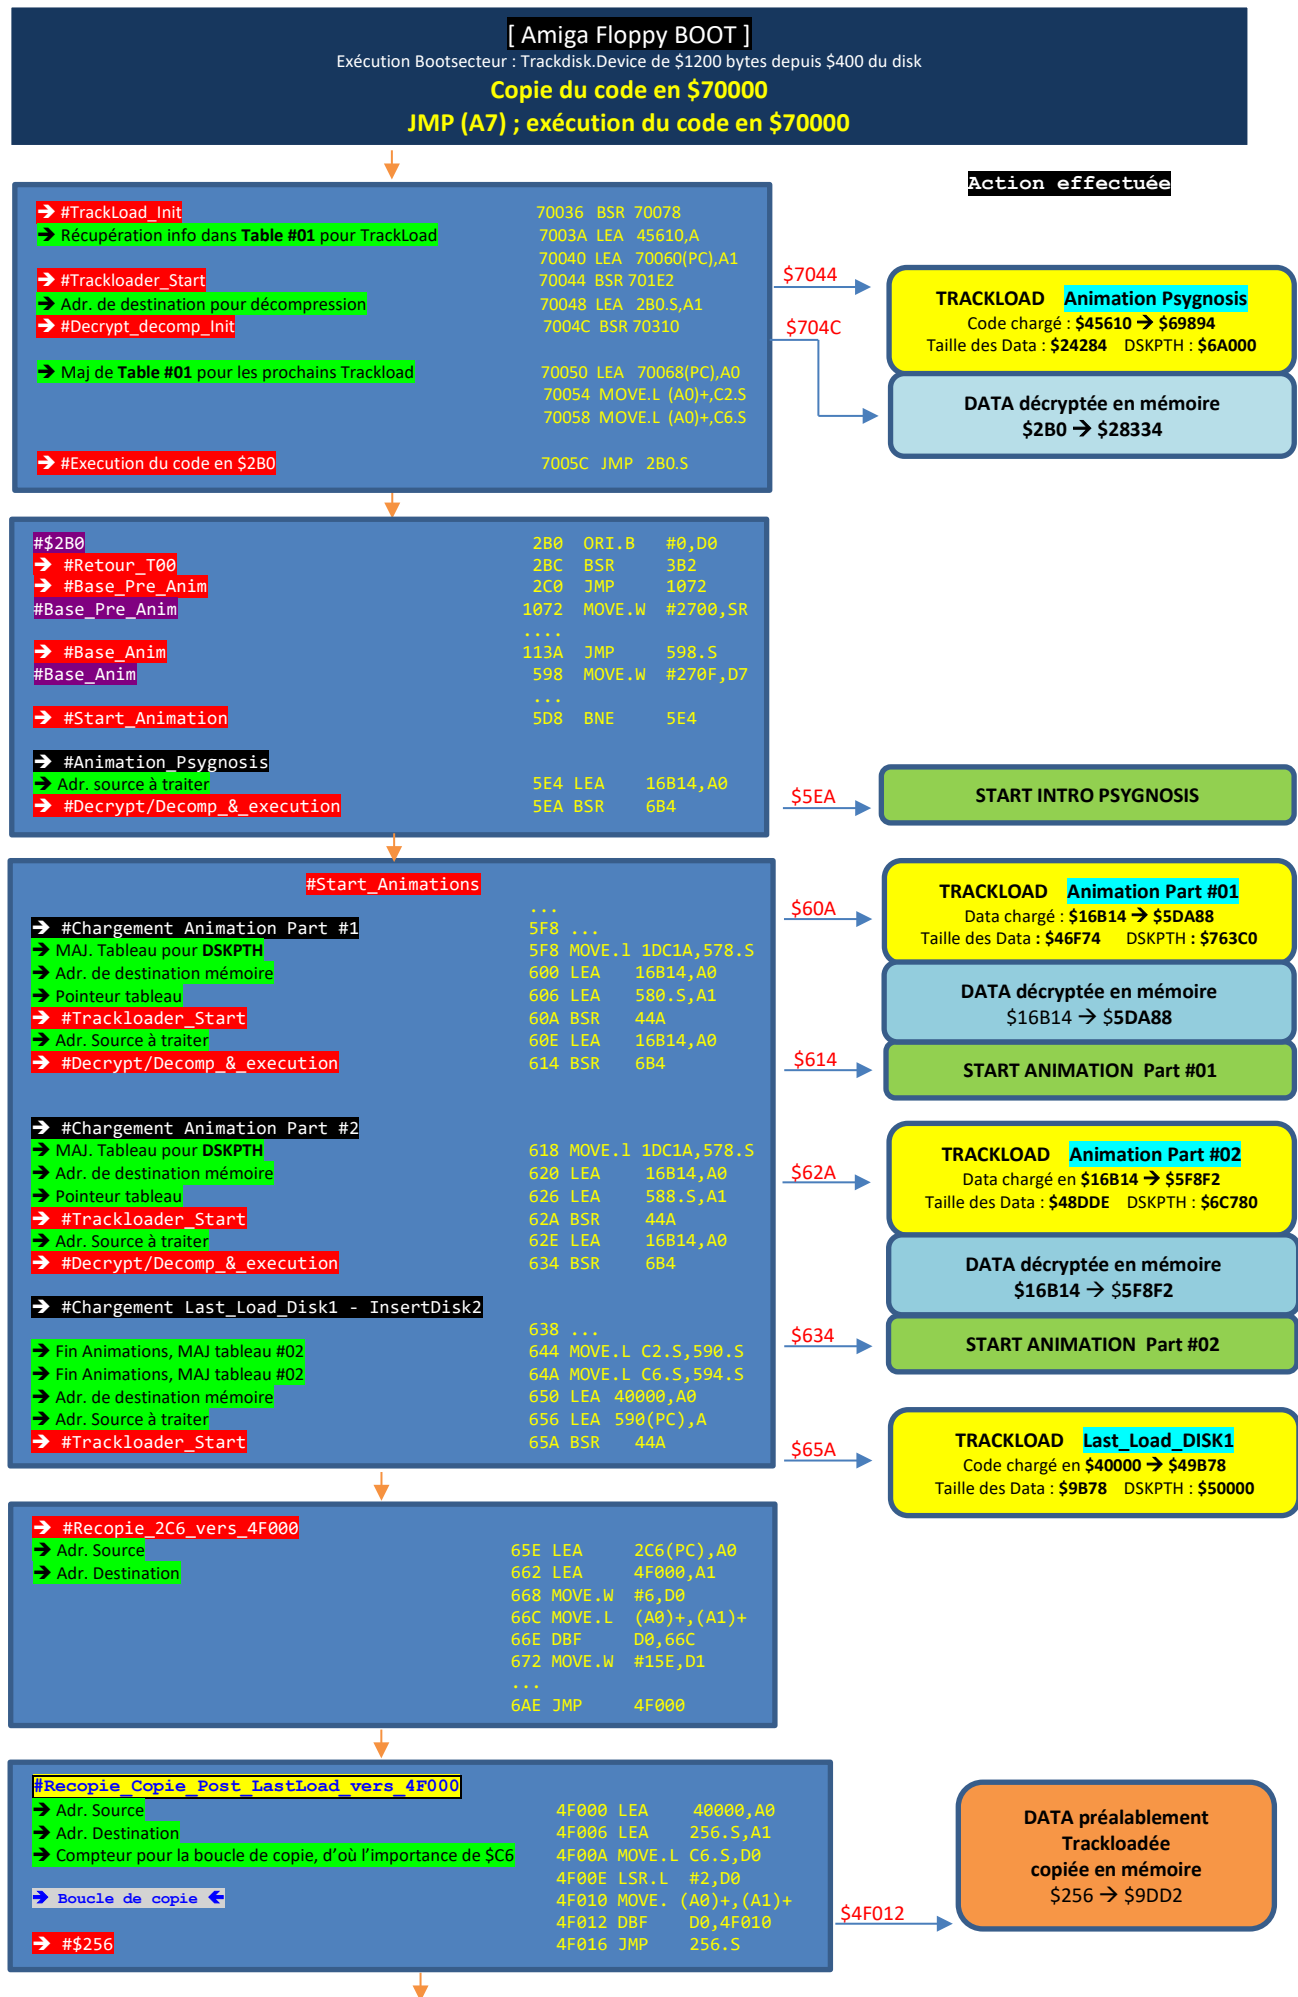 [ Amiga Floppy BOOT ]
Exécution Bootsecteur : Trackdisk.Device de $1200 bytes depuis $400 du disk
Copie du code en $70000
JMP (A7) ; exécution du code en $70000
Action effectuée
➔ #TrackLoad_Init 70036 BSR 70078
➔ Récupération info dans Table #01 pour TrackLoad 7003A LEA 45610,A
70040 LEA 70060(PC),A1
➔ #Trackloader_Start 70044 BSR 701E2
➔ Adr. de destination pour décompression 70048 LEA 2B0.S,A1
➔ #Decrypt_decomp_Init 7004C BSR 70310
➔ Maj de Table #01 pour les prochains Trackload 70050 LEA 70068(PC),A0
70054 MOVE.L (A0)+,C2.S
70058 MOVE.L (A0)+,C6.S
➔ #Execution du code en $2B0 7005C JMP 2B0.S
$7044
$704C
TRACKLOAD Animation Psygnosis
Code chargé : $45610 ➔ $69894
Taille des Data : $24284 DSKPTH : $6A000
DATA décryptée en mémoire
$2B0 ➔ $28334
#$2B0 2B0 ORI.B #0,D0
➔ #Retour_T00 2BC BSR 3B2
➔ #Base_Pre_Anim 2C0 JMP 1072
#Base_Pre_Anim 1072 MOVE.W #2700,SR
....
➔ #Base_Anim 113A JMP 598.S
#Base_Anim 598 MOVE.W #270F,D7
...
➔ #Start_Animation 5D8 BNE 5E4
➔ #Animation_Psygnosis
➔ Adr. source à traiter 5E4 LEA 16B14,A0
➔ #Decrypt/Decomp_&_execution 5EA BSR 6B4
$5EA
START INTRO PSYGNOSIS
#Start_Animations
...
➔ #Chargement Animation Part #1 5F8 ...
➔ MAJ. Tableau pour DSKPTH 5F8 MOVE.l 1DC1A,578.S
➔ Adr. de destination mémoire 600 LEA 16B14,A0
➔ Pointeur tableau 606 LEA 580.S,A1
➔ #Trackloader_Start 60A BSR 44A
➔ Adr. Source à traiter 60E LEA 16B14,A0
➔ #Decrypt/Decomp_&_execution 614 BSR 6B4
$60A
TRACKLOAD Animation Part #01
Data chargé : $16B14 ➔ $5DA88
Taille des Data : $46F74 DSKPTH : $763C0
DATA décryptée en mémoire
$16B14 → $5DA88
$614
START ANIMATION Part #01
➔ #Chargement Animation Part #2
➔ MAJ. Tableau pour DSKPTH 618 MOVE.l 1DC1A,578.S
➔ Adr. de destination mémoire 620 LEA 16B14,A0
➔ Pointeur tableau 626 LEA 588.S,A1
➔ #Trackloader_Start 62A BSR 44A
➔ Adr. Source à traiter 62E LEA 16B14,A0
➔ #Decrypt/Decomp_&_execution 634 BSR 6B4
$62A
TRACKLOAD Animation Part #02
Data chargé en $16B14 ➔ $5F8F2
Taille des Data : $48DDE DSKPTH : $6C780
DATA décryptée en mémoire
$16B14 → $5F8F2
➔ #Chargement Last_Load_Disk1 - InsertDisk2
638 ...
➔ Fin Animations, MAJ tableau #02 644 MOVE.L C2.S,590.S
➔ Fin Animations, MAJ tableau #02 64A MOVE.L C6.S,594.S
➔ Adr. de destination mémoire 650 LEA 40000,A0
➔ Adr. Source à traiter 656 LEA 590(PC),A
➔ #Trackloader_Start 65A BSR 44A
$634
START ANIMATION Part #02
$65A
TRACKLOAD Last_Load_DISK1
Code chargé en $40000 ➔ $49B78
Taille des Data : $9B78 DSKPTH : $50000
➔ #Recopie_2C6_vers_4F000
➔ Adr. Source 65E LEA 2C6(PC),A0
➔ Adr. Destination 662 LEA 4F000,A1
668 MOVE.W #6,D0
66C MOVE.L (A0)+,(A1)+
66E DBF D0,66C
672 MOVE.W #15E,D1
...
6AE JMP 4F000
#Recopie_Copie_Post_LastLoad_vers_4F000
➔ Adr. Source 4F000 LEA 40000,A0
➔ Adr. Destination 4F006 LEA 256.S,A1
➔ Compteur pour la boucle de copie, d’où l’importance de $C6 4F00A MOVE.L C6.S,D0
4F00E LSR.L #2,D0
➔ Boucle de copie 🡸 4F010 MOVE. (A0)+,(A1)+
4F012 DBF D0,4F010
➔ #$256 4F016 JMP 256.S
$4F012
DATA préalablement
Trackloadée
copiée en mémoire
$256 → $9DD2